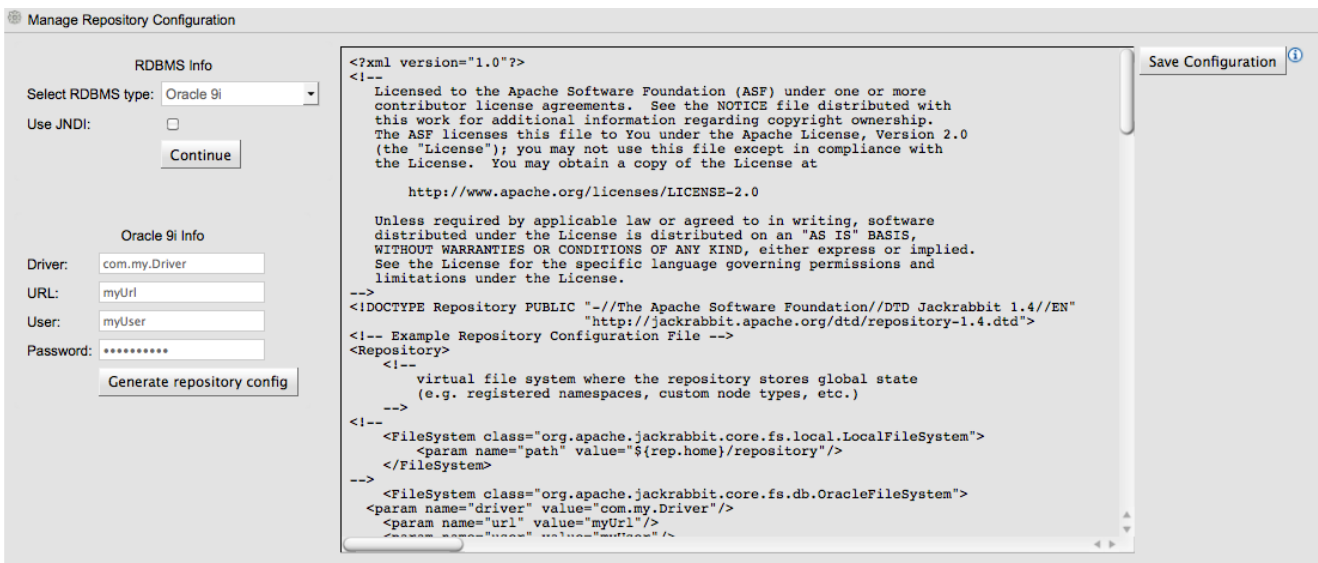 Manage Repository Configuration
RDBMS Info
Select RDBMS type: Oracle 9i
Use JNDI:
Continue
Oracle 9i Info
Driver: com.my.Driver
URL: myUrl
User: myUser
Password: ••••••••••
Generate repository config
<?xml version="1.0"?>
<!--
   Licensed to the Apache Software Foundation (ASF) under one or more
   contributor license agreements.  See the NOTICE file distributed with
   this work for additional information regarding copyright ownership.
   The ASF licenses this file to You under the Apache License, Version 2.0
   (the "License"); you may not use this file except in compliance with
   the License.  You may obtain a copy of the License at
       http://www.apache.org/licenses/LICENSE-2.0
   Unless required by applicable law or agreed to in writing, software
   distributed under the License is distributed on an "AS IS" BASIS,
   WITHOUT WARRANTIES OR CONDITIONS OF ANY KIND, either express or implied.
   See the License for the specific language governing permissions and
   limitations under the License.
-->
<!DOCTYPE Repository PUBLIC "-//The Apache Software Foundation//DTD Jackrabbit 1.4//EN"
                            "http://jackrabbit.apache.org/dtd/repository-1.4.dtd">
<!-- Example Repository Configuration File -->
<Repository>
    <!--
        virtual file system where the repository stores global state
        (e.g. registered namespaces, custom node types, etc.)
    -->
<!--
    <FileSystem class="org.apache.jackrabbit.core.fs.local.LocalFileSystem">
        <param name="path" value="${rep.home}/repository"/>
    </FileSystem>
-->
    <FileSystem class="org.apache.jackrabbit.core.fs.db.OracleFileSystem">
  <param name="driver" value="com.my.Driver"/>
    <param name="url" value="myUrl"/>
    <param name="user" value="myUser"/>
Save Configuration